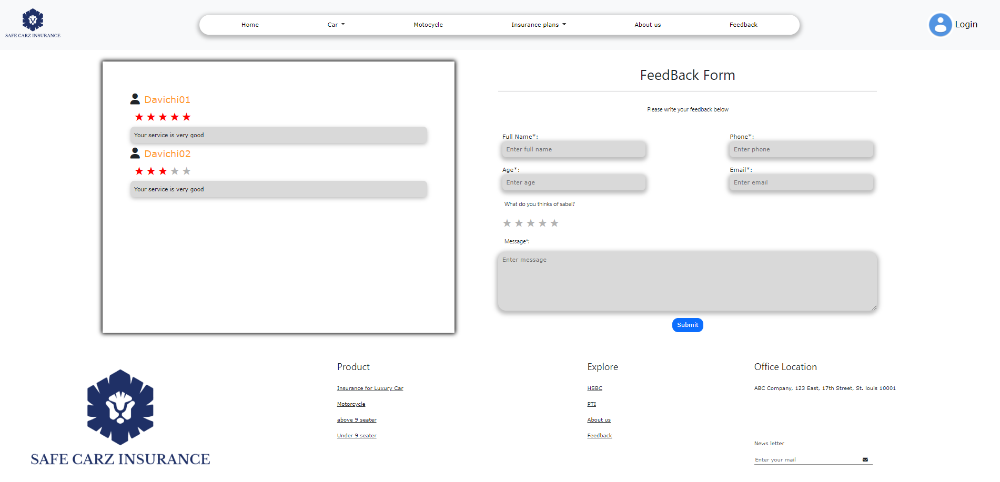 SAFE CARZ INSURANCE
Home
Car
Motocycle
Insurance plans
About us
Feedback
Login
Davichi01
★★★★★
Your service is very good
Davichi02
★★★★★
Your service is very good
FeedBack Form
Please write your feedback below
Full Name*:
Enter full name
Phone*:
Enter phone
Age*:
Enter age
Email*:
Enter email
What do you thinks of sabel?
★★★★★
Message*:
Enter message
Submit
SAFE CARZ INSURANCE
Product
Insurance for Luxury Car
Motorcycle
above 9 seater
Under 9 seater
Explore
HSBC
PTI
About us
Feedback
Office Location
ABC Company, 123 East, 17th Street, St. louis 10001
News letter
Enter your mail